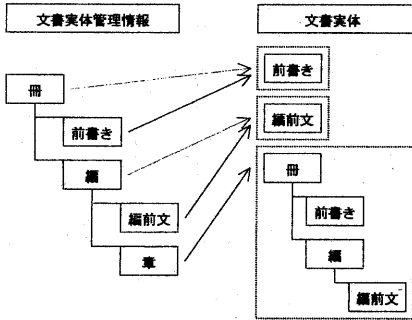 文書実体管理情報
文書実体
冊
前書き
編
編前文
章
前書き
編前文
冊
前書き
編
編前文